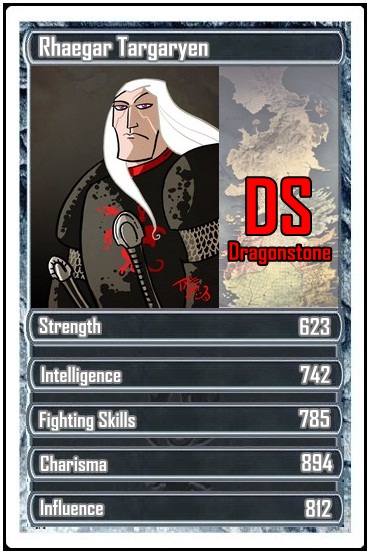 Rhaegar Targaryen
DS
Dragonstone
Strength 623
Intelligence 742
Fighting Skills 785
Charisma 894
Influence 812